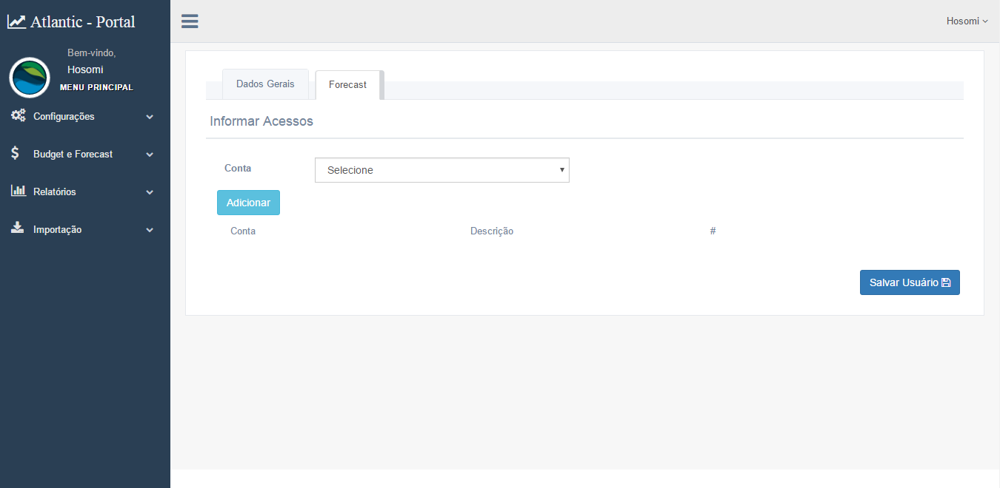 Atlantic - Portal
Bem-vindo,
Hosomi
MENU PRINCIPAL
Configurações
Budget e Forecast
Relatórios
Importação
Hosomi
Dados Gerais
Forecast
Informar Acessos
Conta
Selecione
Adicionar
Conta Descrição #
Salvar Usuário